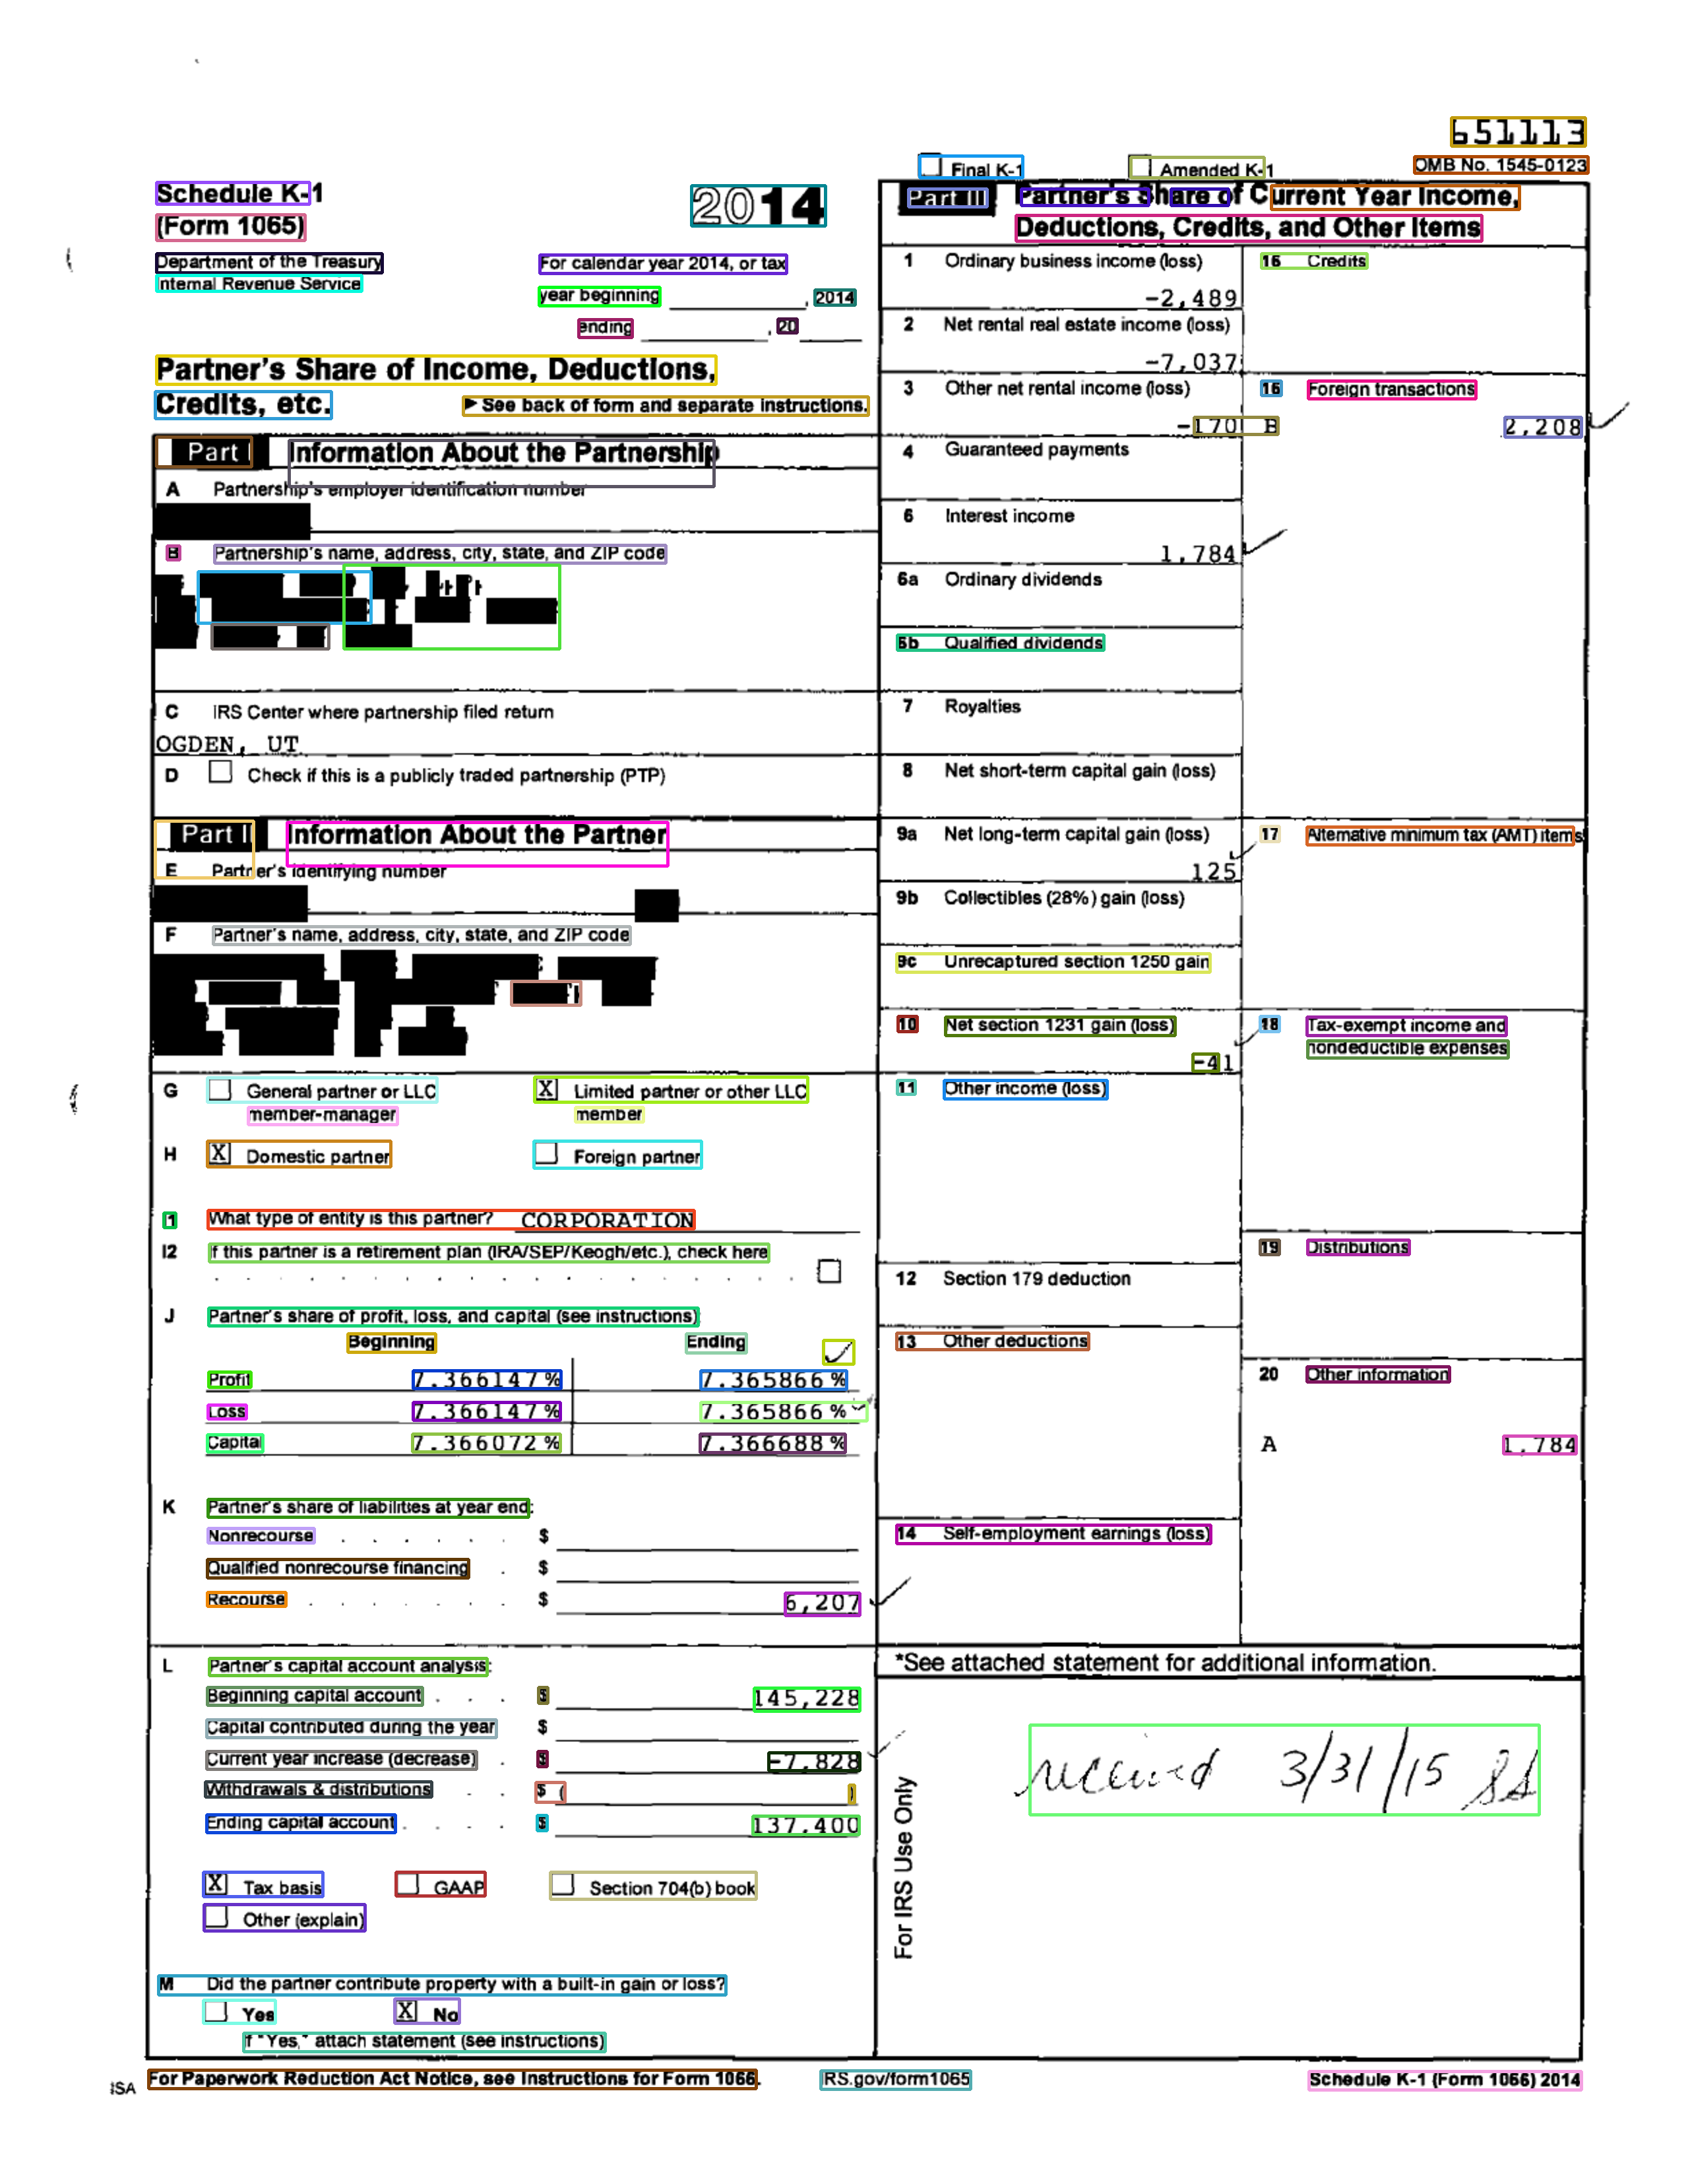 651113
Final K-1 Amended K-1 OMB No. 1545-0123
Schedule K-1
(Form 1065)
2014
Department of the Treasury
nternal Revenue Service
For calendar year 2014, or tax
year beginning , 2014
ending , 20
Partner's Share of Income, Deductions,
Credits, etc. ► See back of form and separate instructions.
Part I Information About the Partnership
A Partnership's employer identification number
B Partnership's name, address, city, state, and ZIP code
C IRS Center where partnership filed return
OGDEN, UT
D Check if this is a publicly traded partnership (PTP)
Part II Information About the Partner
E Partner's identifying number
F Partner's name, address, city, state, and ZIP code
G General partner or LLC X Limited partner or other LLC
member-manager member
H X Domestic partner Foreign partner
1 What type of entity is this partner? CORPORATION
I2 If this partner is a retirement plan (IRA/SEP/Keogh/etc.), check here
J Partner's share of profit, loss, and capital (see instructions)
Beginning Ending
Profit 7.366147 % 7.365866 %
Loss 7.366147 % 7.365866 %
Capital 7.366072 % 7.366688 %
K Partner's share of liabilities at year end:
Nonrecourse . . . . . . $
Qualified nonrecourse financing . $
Recourse . . . . . . $ 6,207
L Partner's capital account analysis:
Beginning capital account . . . $ 145,228
Capital contributed during the year $
Current year increase (decrease) . $ -7,828
Withdrawals & distributions . . $ ( )
Ending capital account . . . . $ 137,400
X Tax basis GAAP Section 704(b) book
Other (explain)
M Did the partner contribute property with a built-in gain or loss?
Yes X No
If "Yes," attach statement (see instructions)
Part III Partner's Share of Current Year Income,
Deductions, Credits, and Other Items
1 Ordinary business income (loss)
-2,489
2 Net rental real estate income (loss)
-7,037
3 Other net rental income (loss)
-170
4 Guaranteed payments
5 Interest income
1,784
6a Ordinary dividends
6b Qualified dividends
7 Royalties
8 Net short-term capital gain (loss)
9a Net long-term capital gain (loss)
125
9b Collectibles (28%) gain (loss)
9c Unrecaptured section 1250 gain
10 Net section 1231 gain (loss)
-41
11 Other income (loss)
12 Section 179 deduction
13 Other deductions
14 Self-employment earnings (loss)
15 Credits
16 Foreign transactions
B 2,208
17 Alternative minimum tax (AMT) items
18 Tax-exempt income and
nondeductible expenses
19 Distributions
20 Other information
A 1,784
*See attached statement for additional information.
For IRS Use Only
received 3/31/15 SS
For Paperwork Reduction Act Notice, see Instructions for Form 1065. IRS.gov/form1065 Schedule K-1 (Form 1065) 2014
ISA